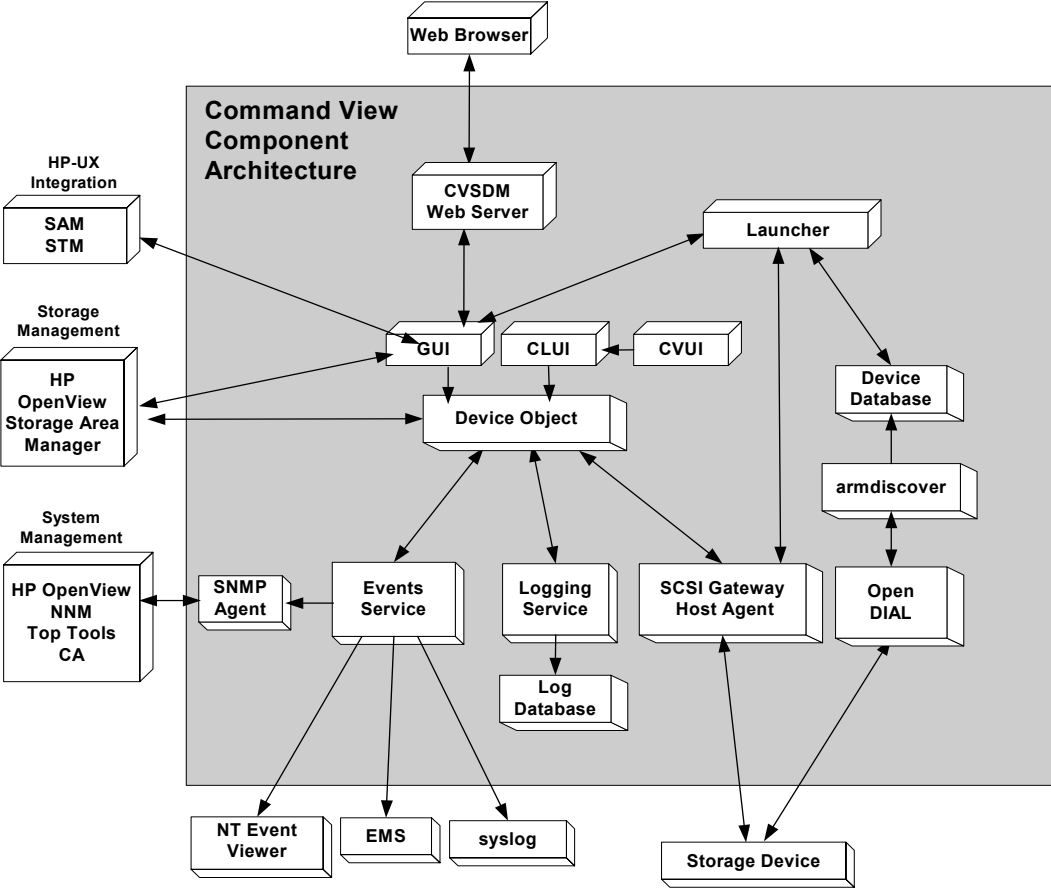 Web Browser
Command View
Component
Architecture
HP-UX
Integration
SAM
STM
CVSDM
Web Server
Launcher
Storage
Management
HP
OpenView
Storage Area
Manager
GUI
CLUI
CVUI
Device
Database
Device Object
armdiscover
System
Management
HP OpenView
NNM
Top Tools
CA
SNMP
Agent
Events
Service
Logging
Service
SCSI Gateway
Host Agent
Open
DIAL
Log
Database
NT Event
Viewer
EMS
syslog
Storage Device